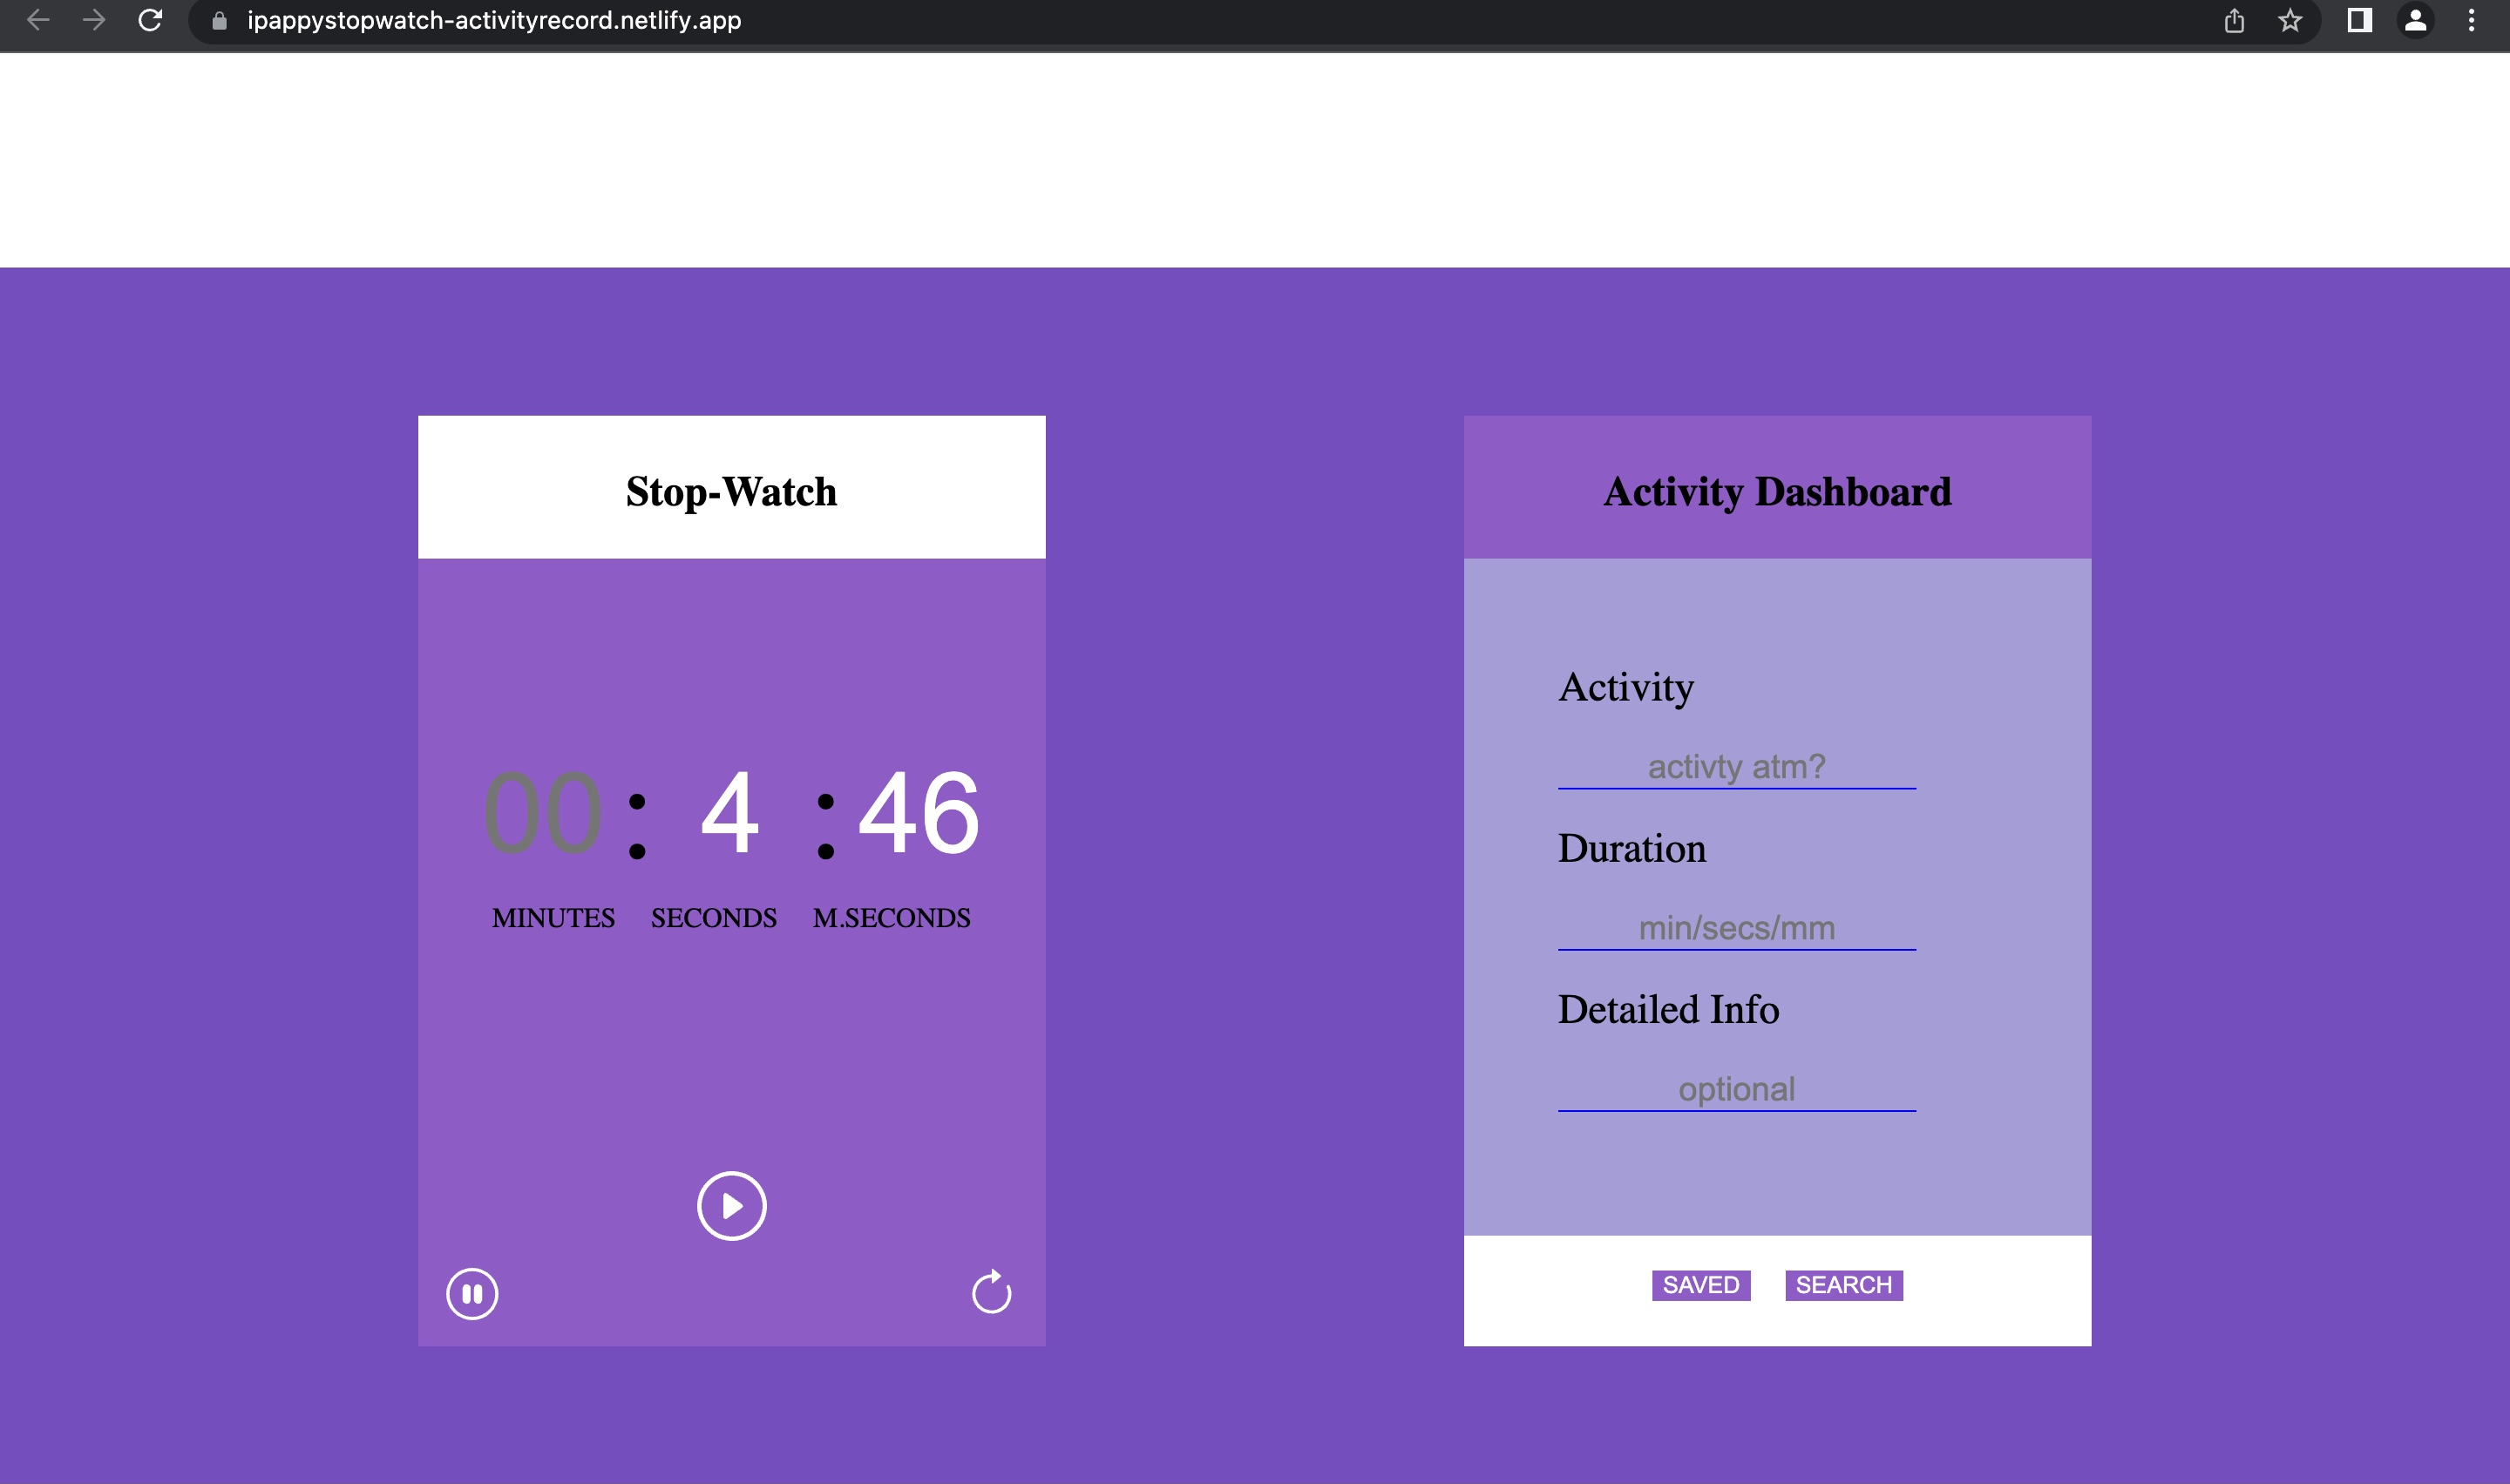 ipappystopwatch-activityrecord.netlify.app
Stop-Watch
00 : 4 : 46
MINUTES SECONDS M.SECONDS
Activity Dashboard
Activity
activty atm?
Duration
min/secs/mm
Detailed Info
optional
SAVED SEARCH